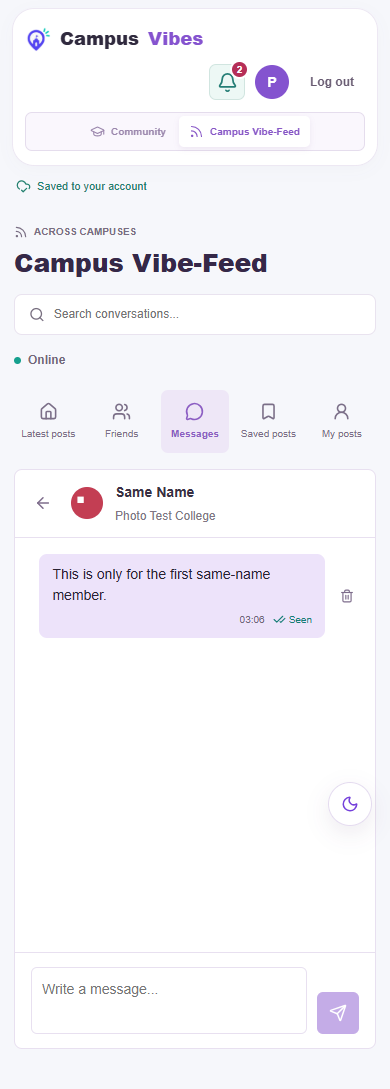 Campus Vibes
2
P
Log out
Community
Campus Vibe-Feed
Saved to your account
ACROSS CAMPUSES
Campus Vibe-Feed
Search conversations...
Online
Latest posts
Friends
Messages
Saved posts
My posts
Same Name
Photo Test College
This is only for the first same-name
member.
03:06 Seen
Write a message...